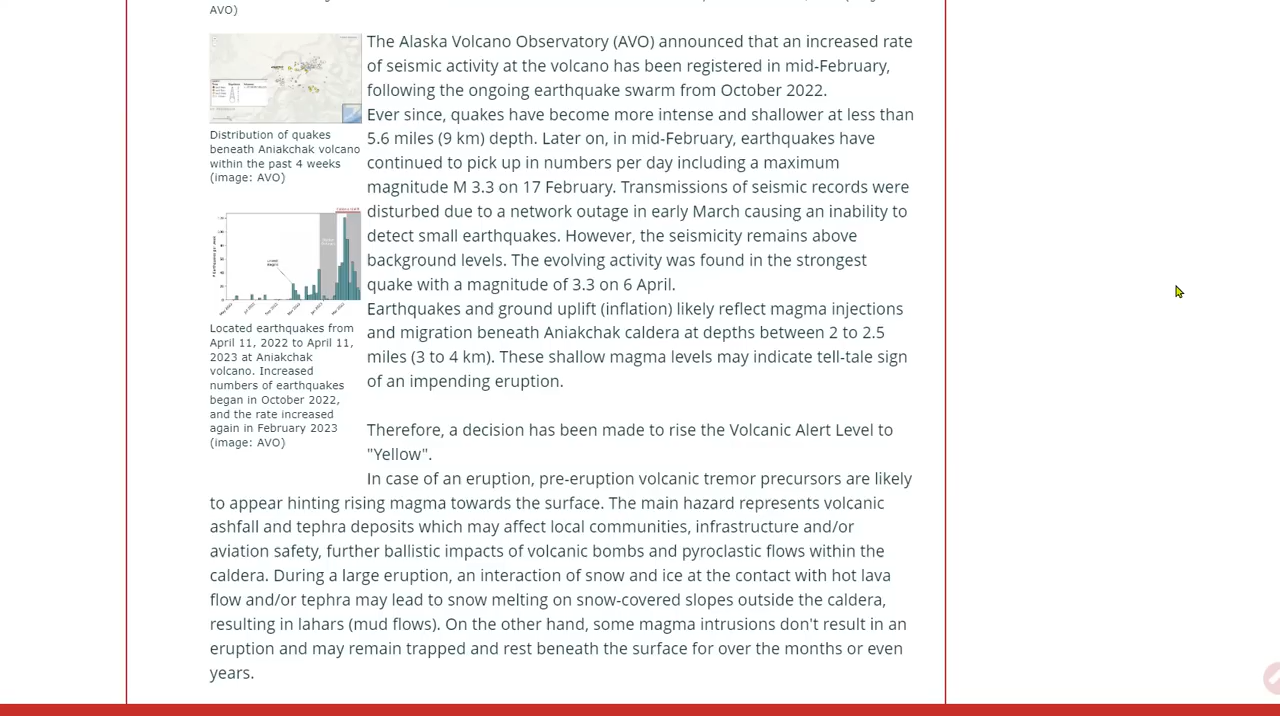 AVO)
The Alaska Volcano Observatory (AVO) announced that an increased rate
of seismic activity at the volcano has been registered in mid-February,
following the ongoing earthquake swarm from October 2022.
Ever since, quakes have become more intense and shallower at less than
5.6 miles (9 km) depth. Later on, in mid-February, earthquakes have
continued to pick up in numbers per day including a maximum
magnitude M 3.3 on 17 February. Transmissions of seismic records were
disturbed due to a network outage in early March causing an inability to
detect small earthquakes. However, the seismicity remains above
background levels. The evolving activity was found in the strongest
quake with a magnitude of 3.3 on 6 April.
Earthquakes and ground uplift (inflation) likely reflect magma injections
and migration beneath Aniakchak caldera at depths between 2 to 2.5
miles (3 to 4 km). These shallow magma levels may indicate tell-tale sign
of an impending eruption.
Distribution of quakes
beneath Aniakchak volcano
within the past 4 weeks
(image: AVO)
Located earthquakes from
April 11, 2022 to April 11,
2023 at Aniakchak
volcano. Increased
numbers of earthquakes
began in October 2022,
and the rate increased
again in February 2023
(image: AVO)
Therefore, a decision has been made to rise the Volcanic Alert Level to
"Yellow".
In case of an eruption, pre-eruption volcanic tremor precursors are likely
to appear hinting rising magma towards the surface. The main hazard represents volcanic
ashfall and tephra deposits which may affect local communities, infrastructure and/or
aviation safety, further ballistic impacts of volcanic bombs and pyroclastic flows within the
caldera. During a large eruption, an interaction of snow and ice at the contact with hot lava
flow and/or tephra may lead to snow melting on snow-covered slopes outside the caldera,
resulting in lahars (mud flows). On the other hand, some magma intrusions don't result in an
eruption and may remain trapped and rest beneath the surface for over the months or even
years.